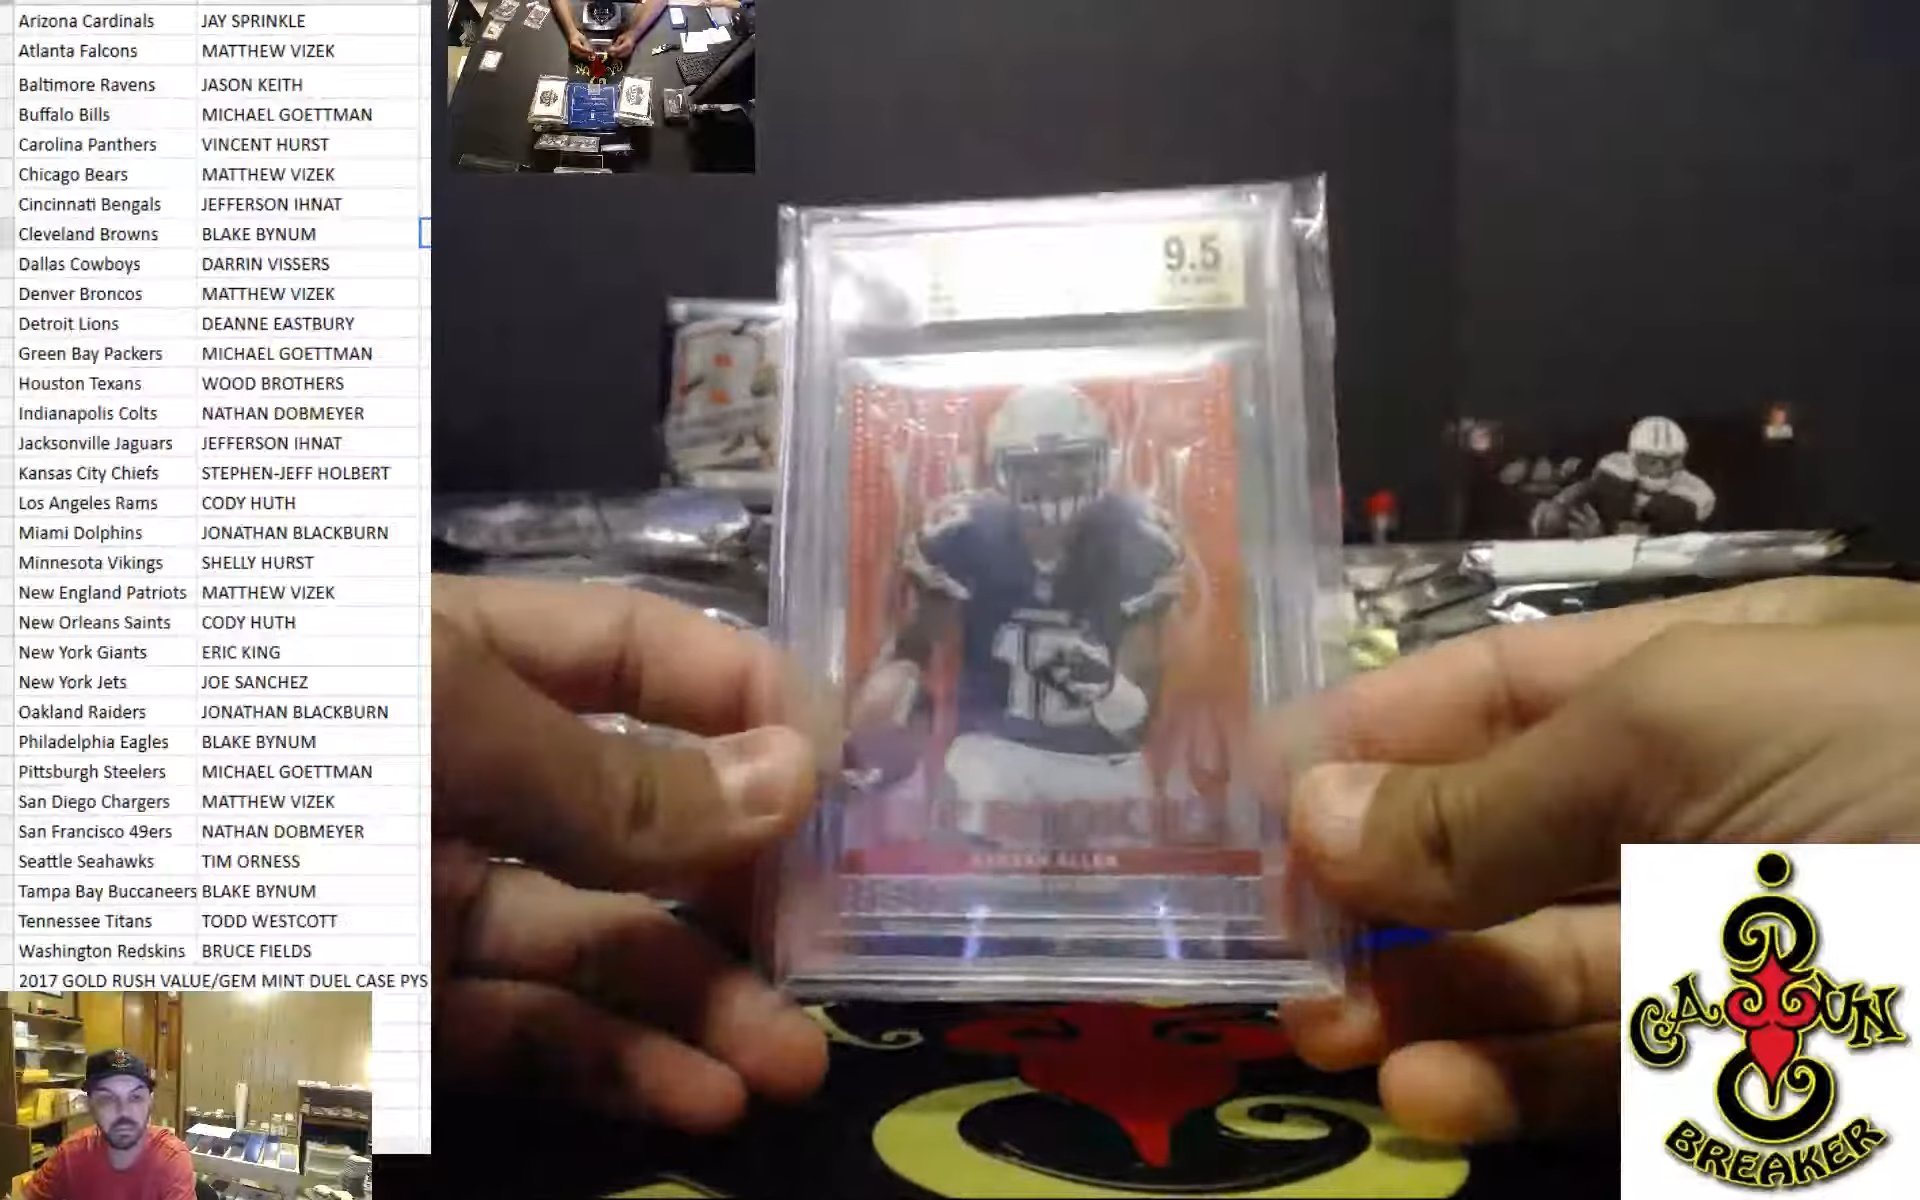 Arizona Cardinals JAY SPRINKLE
Atlanta Falcons MATTHEW VIZEK
Baltimore Ravens JASON KEITH
Buffalo Bills MICHAEL GOETTMAN
Carolina Panthers VINCENT HURST
Chicago Bears MATTHEW VIZEK
Cincinnati Bengals JEFFERSON IHNAT
Cleveland Browns BLAKE BYNUM
Dallas Cowboys DARRIN VISSERS
Denver Broncos MATTHEW VIZEK
Detroit Lions DEANNE EASTBURY
Green Bay Packers MICHAEL GOETTMAN
Houston Texans WOOD BROTHERS
Indianapolis Colts NATHAN DOBMEYER
Jacksonville Jaguars JEFFERSON IHNAT
Kansas City Chiefs STEPHEN-JEFF HOLBERT
Los Angeles Rams CODY HUTH
Miami Dolphins JONATHAN BLACKBURN
Minnesota Vikings SHELLY HURST
New England Patriots MATTHEW VIZEK
New Orleans Saints CODY HUTH
New York Giants ERIC KING
New York Jets JOE SANCHEZ
Oakland Raiders JONATHAN BLACKBURN
Philadelphia Eagles BLAKE BYNUM
Pittsburgh Steelers MICHAEL GOETTMAN
San Diego Chargers MATTHEW VIZEK
San Francisco 49ers NATHAN DOBMEYER
Seattle Seahawks TIM ORNESS
Tampa Bay Buccaneers BLAKE BYNUM
Tennessee Titans TODD WESTCOTT
Washington Redskins BRUCE FIELDS
2017 GOLD RUSH VALUE/GEM MINT DUEL CASE PYS
9.5
ALLEN
CAJUN
BREAKER